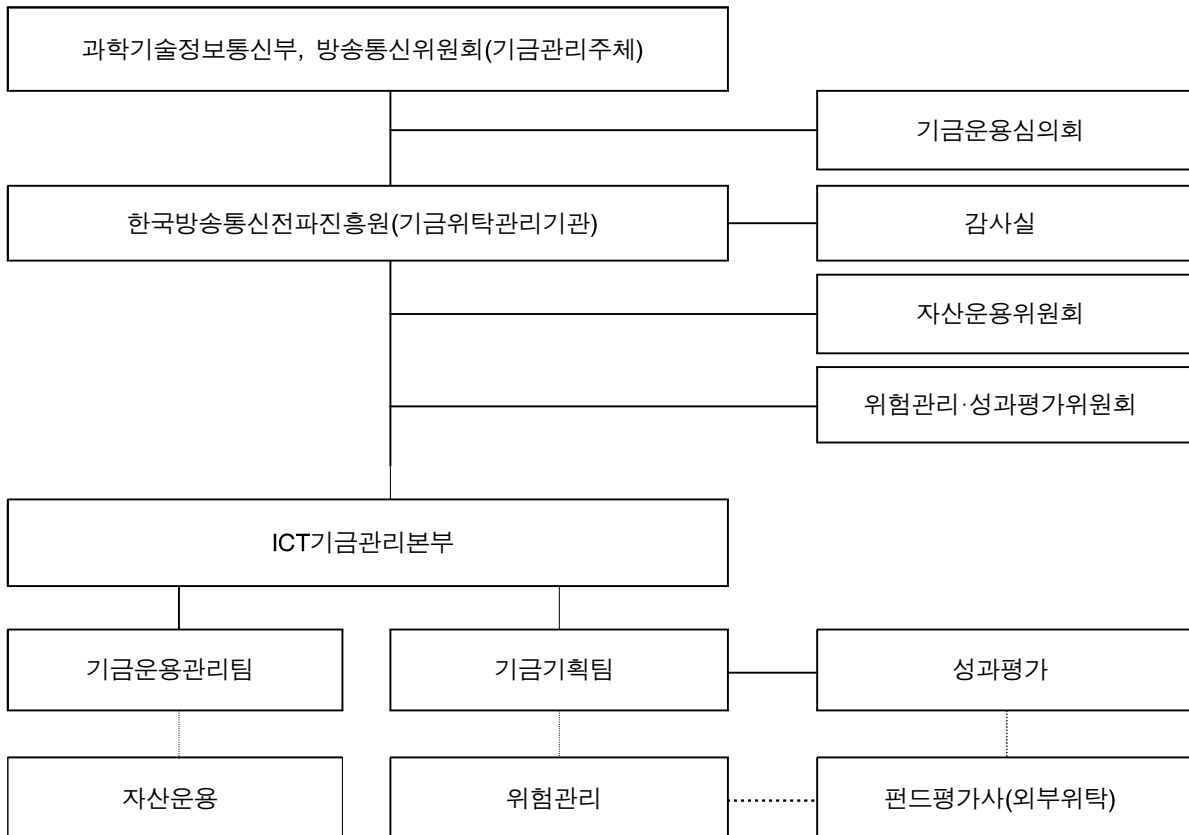 과학기술정보통신부, 방송통신위원회(기금관리주체)
기금운용심의회
한국방송통신전파진흥원(기금위탁관리기관)
감사실
자산운용위원회
위험관리·성과평가위원회
ICT기금관리본부
기금운용관리팀
기금기획팀
성과평가
자산운용
위험관리
펀드평가사(외부위탁)